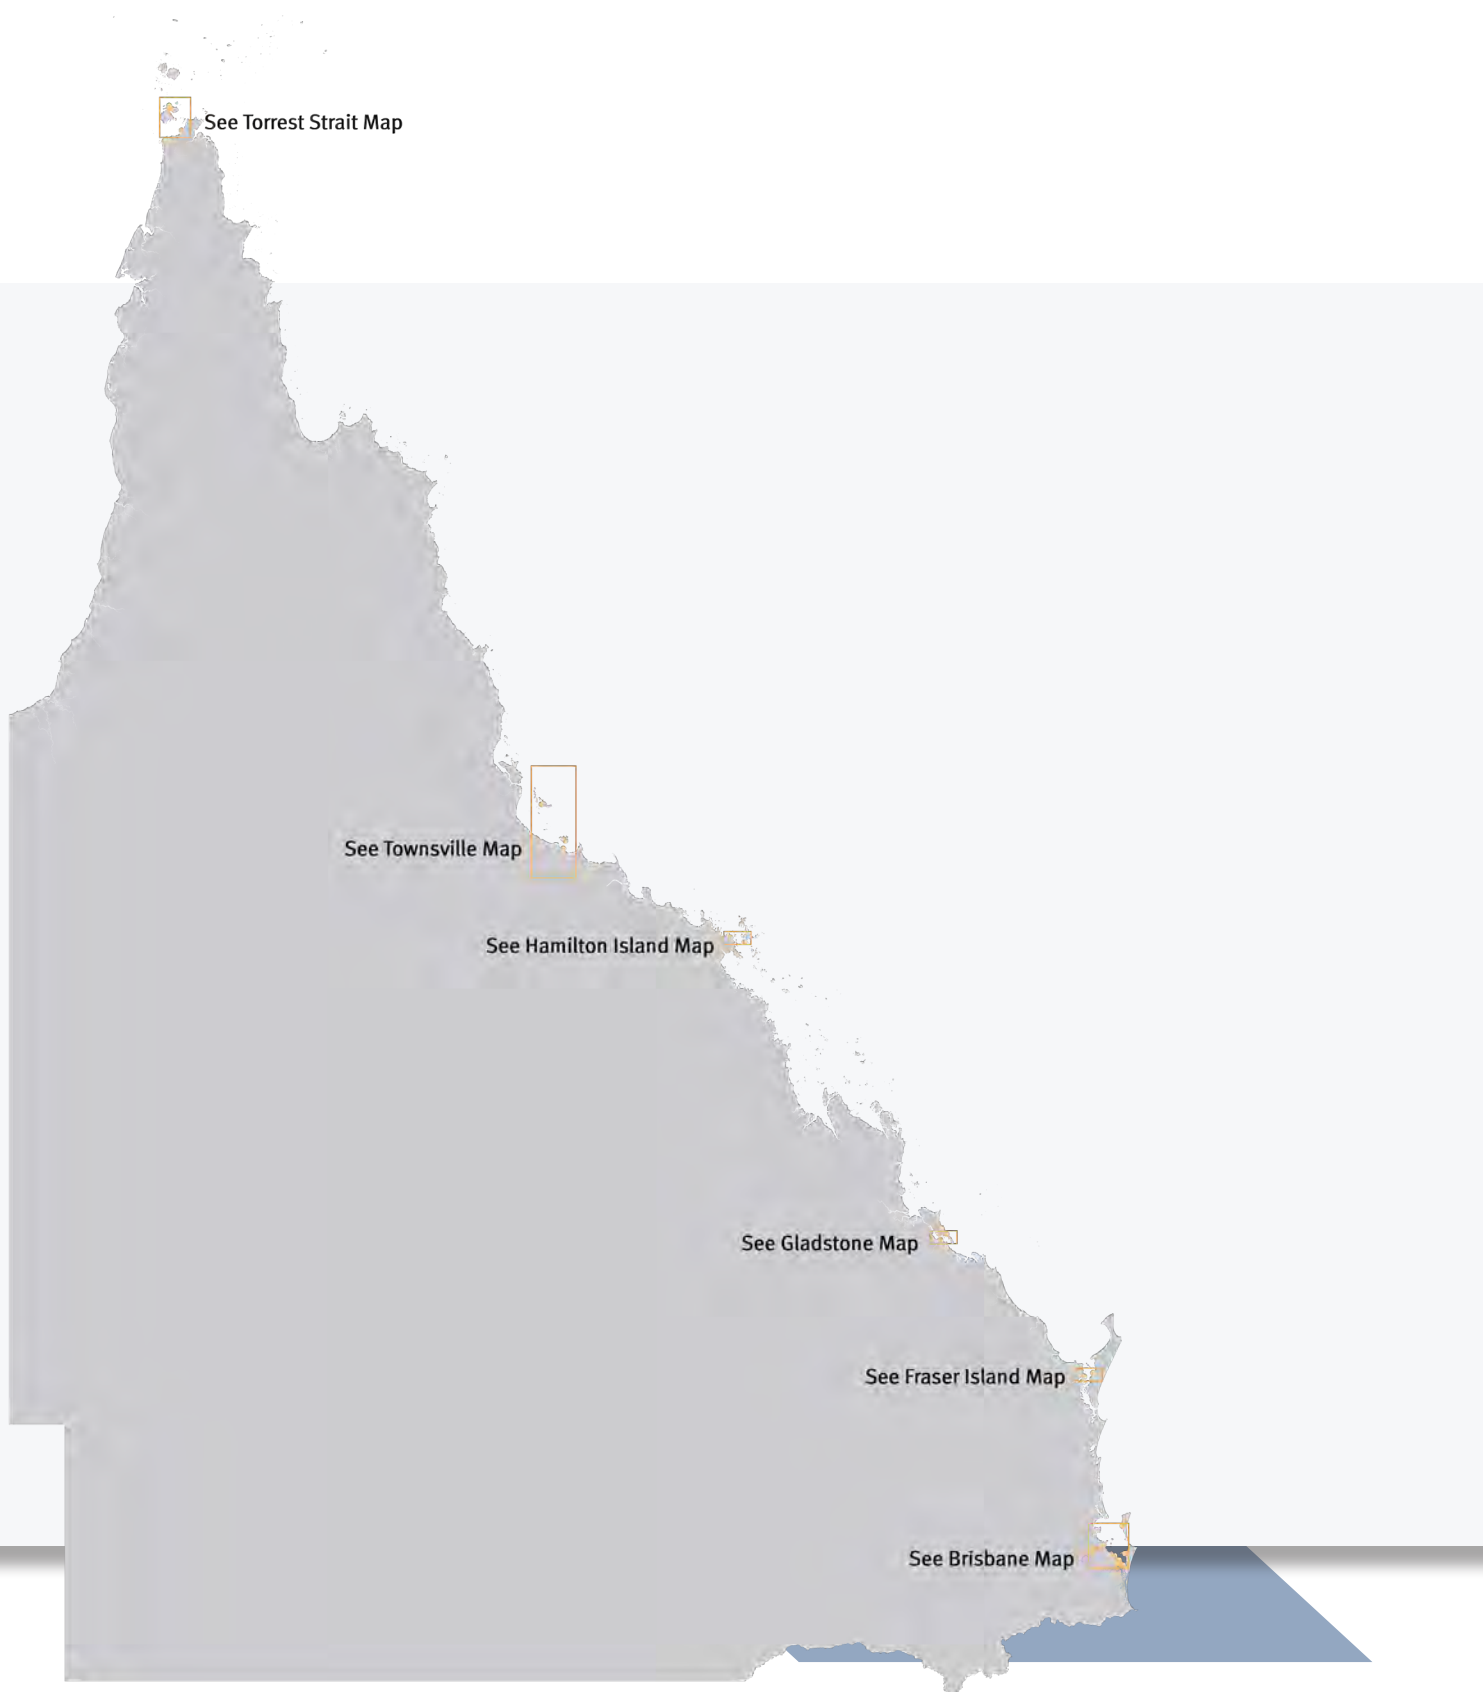 See Torrest Strait Map
See Townsville Map
See Hamilton Island Map
See Gladstone Map
See Fraser Island Map
See Brisbane Map